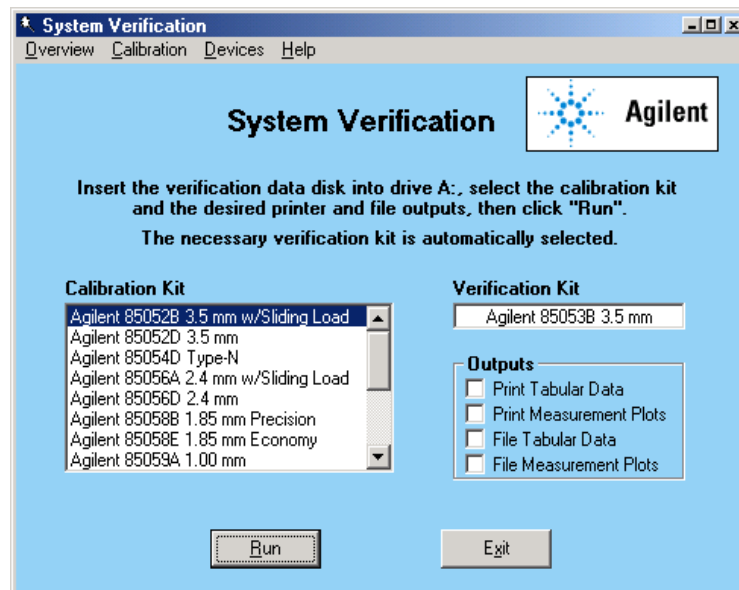 System Verification
Overview Calibration Devices Help
System Verification
Agilent
Insert the verification data disk into drive A:, select the calibration kit
and the desired printer and file outputs, then click "Run".
The necessary verification kit is automatically selected.
Calibration Kit
Agilent 85052B 3.5 mm w/Sliding Load
Agilent 85052D 3.5 mm
Agilent 85054D Type-N
Agilent 85056A 2.4 mm w/Sliding Load
Agilent 85056D 2.4 mm
Agilent 85058B 1.85 mm Precision
Agilent 85058E 1.85 mm Economy
Agilent 85059A 1.00 mm
Verification Kit
Agilent 85053B 3.5 mm
Outputs
Print Tabular Data
Print Measurement Plots
File Tabular Data
File Measurement Plots
Run
Exit